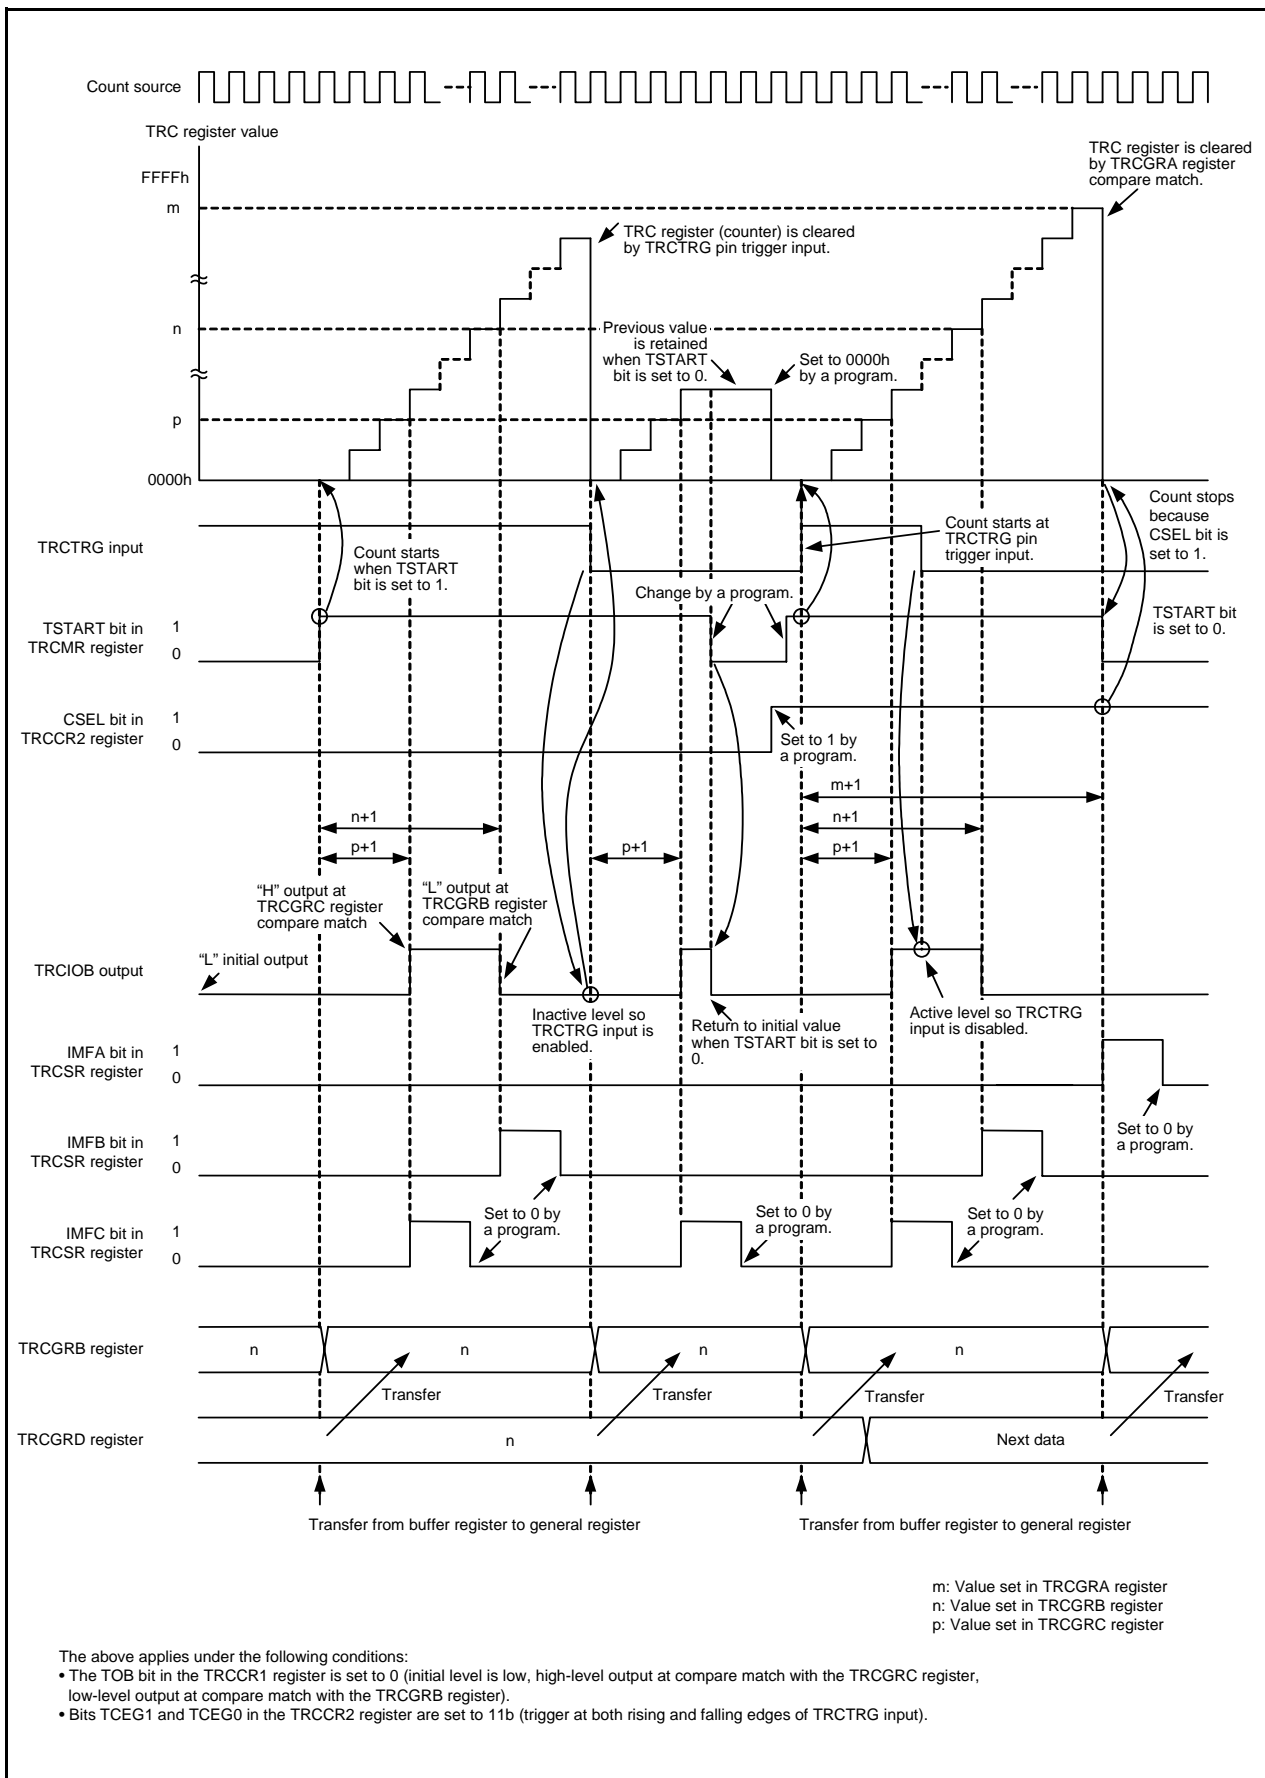 Count source
TRC register value
FFFFh
m
n
p
0000h
TRC register is cleared
by TRCGRA register
compare match.
TRC register (counter) is cleared
by TRCTRG pin trigger input.
Previous value
is retained
when TSTART
bit is set to 0.
Set to 0000h
by a program.
TRCTRG input
Count starts
when TSTART
bit is set to 1.
Count starts at
TRCTRG pin
trigger input.
Count stops
because
CSEL bit is
set to 1.
Change by a program.
TSTART bit in
TRCMR register
1
0
TSTART bit
is set to 0.
CSEL bit in
TRCCR2 register
1
0
Set to 1 by
a program.
m+1
n+1
n+1
p+1
p+1
p+1
“H” output at
TRCGRC register
compare match
“L” output at
TRCGRB register
compare match
“L” initial output
TRCIOB output
Inactive level so
TRCTRG input is
enabled.
Return to initial value
when TSTART bit is set to
0.
Active level so TRCTRG
input is disabled.
IMFA bit in
TRCSR register
1
0
Set to 0 by
a program.
IMFB bit in
TRCSR register
1
0
Set to 0 by
a program.
Set to 0 by
a program.
Set to 0 by
a program.
IMFC bit in
TRCSR register
1
0
TRCGRB register
n
n
n
n
Transfer
Transfer
Transfer
Transfer
TRCGRD register
n
Next data
Transfer from buffer register to general register
Transfer from buffer register to general register
m: Value set in TRCGRA register
n: Value set in TRCGRB register
p: Value set in TRCGRC register
The above applies under the following conditions:
• The TOB bit in the TRCCR1 register is set to 0 (initial level is low, high-level output at compare match with the TRCGRC register,
low-level output at compare match with the TRCGRB register).
• Bits TCEG1 and TCEG0 in the TRCCR2 register are set to 11b (trigger at both rising and falling edges of TRCTRG input).